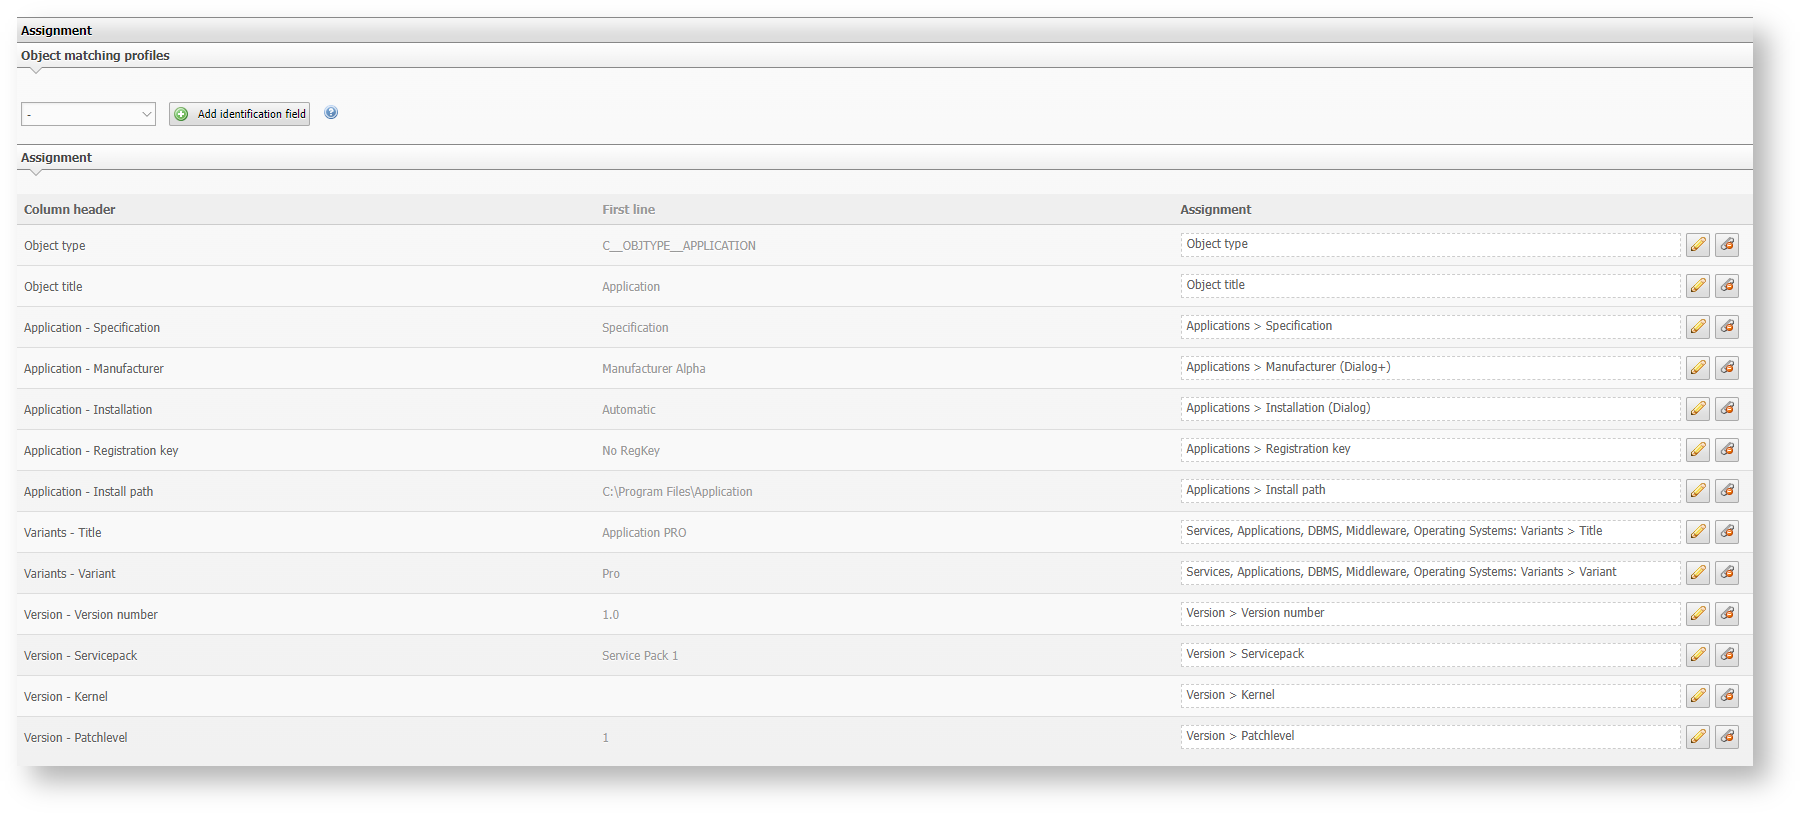 Assignment
Object matching profiles
- Add identification field
Assignment
Column header First line Assignment
Object type C__OBJTYPE__APPLICATION Object type
Object title Application Object title
Application - Specification Specification Applications > Specification
Application - Manufacturer Manufacturer Alpha Applications > Manufacturer (Dialog+)
Application - Installation Automatic Applications > Installation (Dialog)
Application - Registration key No RegKey Applications > Registration key
Application - Install path C:\Program Files\Application Applications > Install path
Variants - Title Application PRO Services, Applications, DBMS, Middleware, Operating Systems: Variants > Title
Variants - Variant Pro Services, Applications, DBMS, Middleware, Operating Systems: Variants > Variant
Version - Version number 1.0 Version > Version number
Version - Servicepack Service Pack 1 Version > Servicepack
Version - Kernel Version > Kernel
Version - Patchlevel 1 Version > Patchlevel